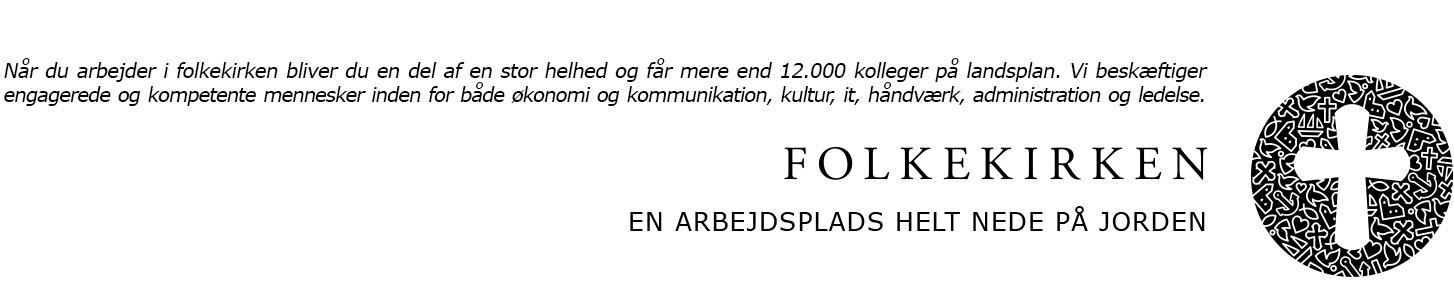 Når du arbejder i folkekirken bliver du en del af en stor helhed og får mere end 12.000 kolleger på landsplan. Vi beskæftiger
engagerede og kompetente mennesker inden for både økonomi og kommunikation, kultur, it, håndværk, administration og ledelse.
FOLKEKIRKEN
EN ARBEJDSPLADS HELT NEDE PÅ JORDEN